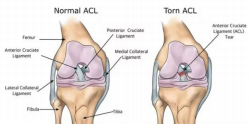 Normal ACL
Torn ACL
Femur
Posterior Cruciate
Ligament
Anterior Cruciate
Ligament
Medial Collateral
Ligament
Lateral Collateral
Ligament
Fibula
Tibia
Anterior Cruciate
Ligament (ACL)
Tear